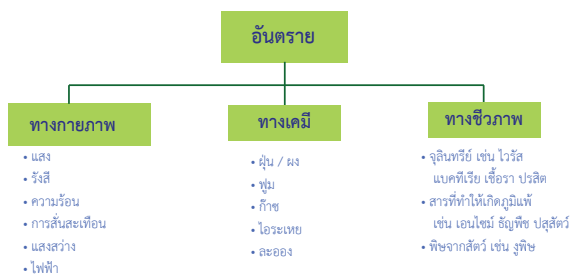 อันตราย
ทางกายภาพ
• แสง
• รังสี
• ความร้อน
• การสั่นสะเทือน
• แสงสว่าง
• ไฟฟ้า
ทางเคมี
• ฝุ่น / ผง
• ฟูม
• ก๊าซ
• ไอระเหย
• ละออง
ทางชีวภาพ
• จุลินทรีย์ เช่น ไวรัส
แบคทีเรีย เชื้อรา ปรสิต
• สารที่ทำให้เกิดภูมิแพ้
เช่น เอนไซม์ ธัญพืช ปสุสัตว์
• พิษจากสัตว์ เช่น งูพิษ